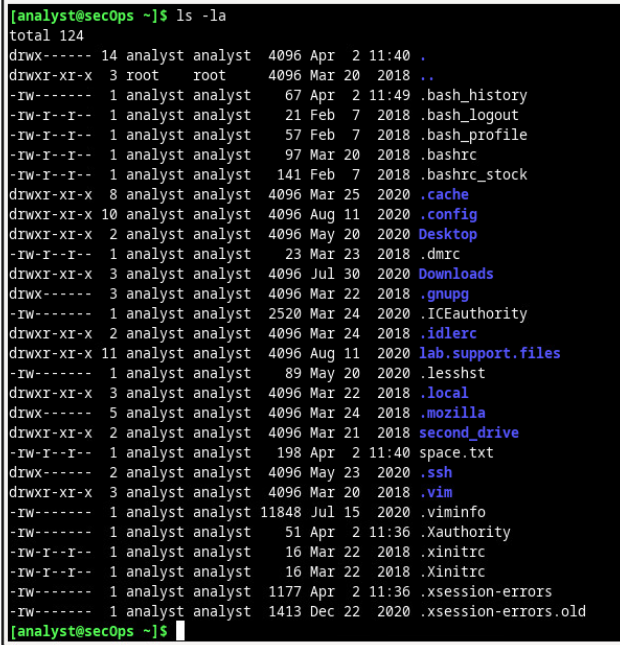 [analyst@secOps ~]$ ls -la
total 124
drwx------ 14 analyst analyst  4096 Apr  2 11:40 .
drwxr-xr-x  3 root    root     4096 Mar 20  2018 ..
-rw-------  1 analyst analyst    67 Apr  2 11:49 .bash_history
-rw-r--r--  1 analyst analyst    21 Feb  7  2018 .bash_logout
-rw-r--r--  1 analyst analyst    57 Feb  7  2018 .bash_profile
-rw-r--r--  1 analyst analyst    97 Mar 20  2018 .bashrc
-rw-r--r--  1 analyst analyst   141 Feb  7  2018 .bashrc_stock
drwxr-xr-x  8 analyst analyst  4096 Mar 25  2020 .cache
drwxr-xr-x 10 analyst analyst  4096 Aug 11  2020 .config
drwxr-xr-x  2 analyst analyst  4096 May 20  2020 Desktop
-rw-r--r--  1 analyst analyst    23 Mar 23  2018 .dmrc
drwxr-xr-x  3 analyst analyst  4096 Jul 30  2020 Downloads
drwx------  3 analyst analyst  4096 Mar 22  2018 .gnupg
-rw-------  1 analyst analyst  2520 Mar 24  2020 .ICEauthority
drwxr-xr-x  2 analyst analyst  4096 Mar 24  2018 .idlerc
drwxr-xr-x 11 analyst analyst  4096 Aug 11  2020 lab.support.files
-rw-------  1 analyst analyst    89 May 20  2020 .lesshst
drwxr-xr-x  3 analyst analyst  4096 Mar 22  2018 .local
drwx------  5 analyst analyst  4096 Mar 24  2018 .mozilla
drwxr-xr-x  2 analyst analyst  4096 Mar 21  2018 second_drive
-rw-r--r--  1 analyst analyst   198 Apr  2 11:40 space.txt
drwx------  2 analyst analyst  4096 May 23  2020 .ssh
drwxr-xr-x  3 analyst analyst  4096 Mar 20  2018 .vim
-rw-------  1 analyst analyst 11848 Jul 15  2020 .viminfo
-rw-------  1 analyst analyst    51 Apr  2 11:36 .Xauthority
-rw-r--r--  1 analyst analyst    16 Mar 22  2018 .xinitrc
-rw-r--r--  1 analyst analyst    16 Mar 22  2018 .Xinitrc
-rw-------  1 analyst analyst  1177 Apr  2 11:36 .xsession-errors
-rw-------  1 analyst analyst  1413 Dec 22  2020 .xsession-errors.old
[analyst@secOps ~]$